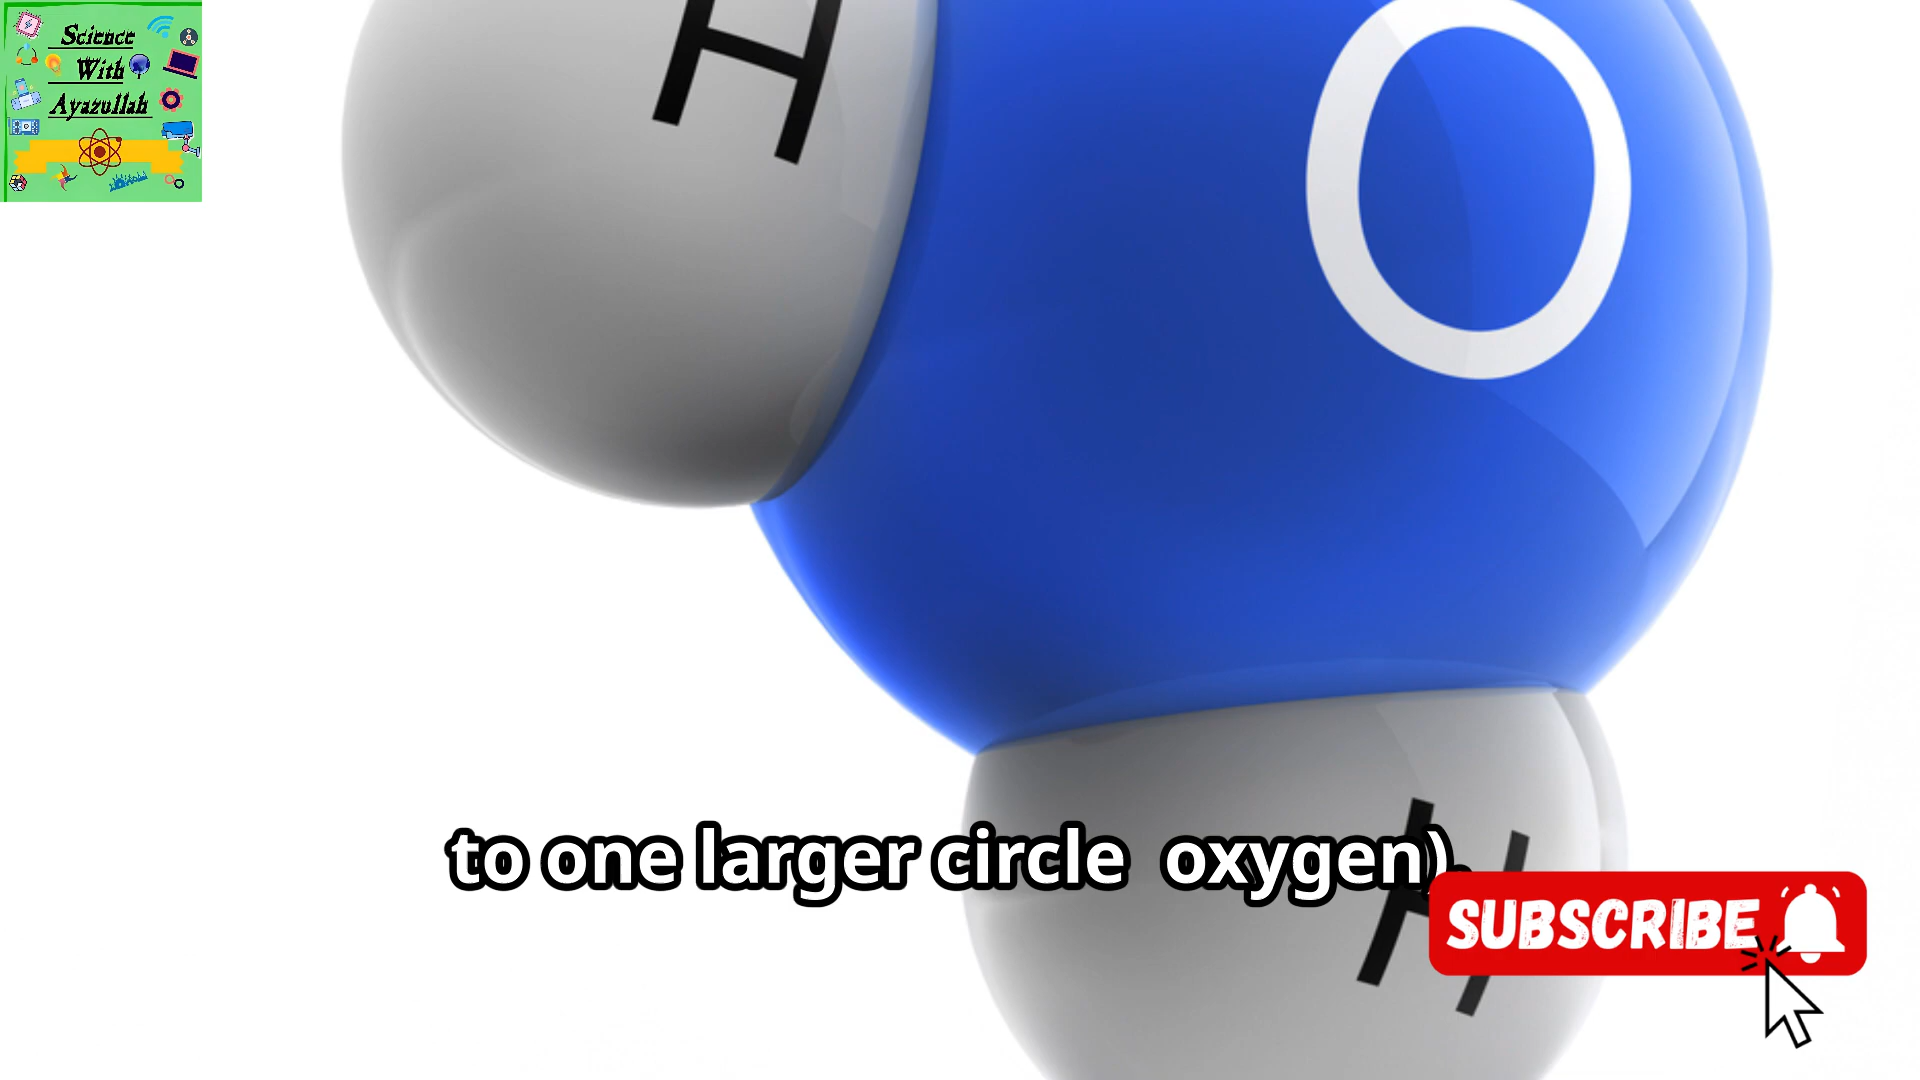 Science
With
Ayazullah
H
O
to one larger circle  oxygen).
H
SUBSCRIBE